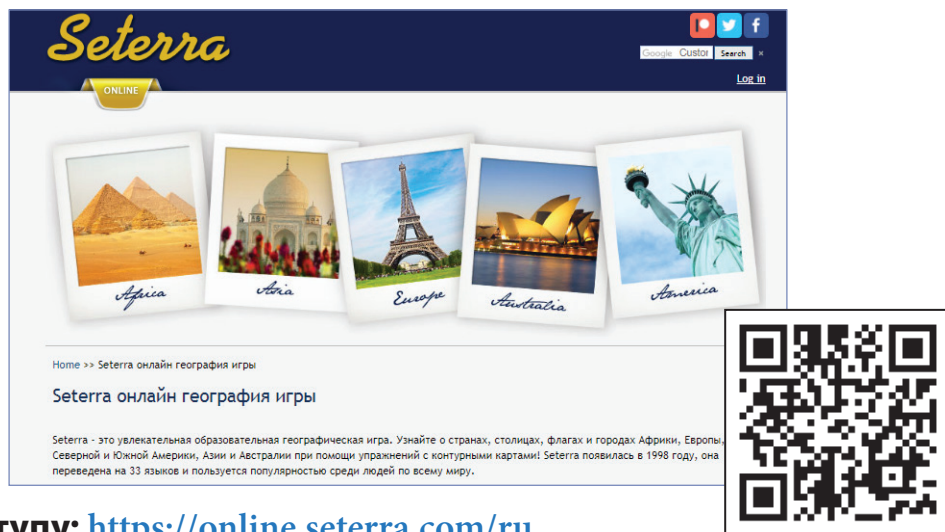 Seterra
ONLINE
Google Custor Search ×
Log in
Africa
Asia
Europe
Australia
America
Home >> Seterra онлайн география игры
Seterra онлайн география игры
Seterra - это увлекательная образовательная географическая игра. Узнайте о странах, столицах, флагах и городах Африки, Европы,
Северной и Южной Америки, Азии и Австралии при помощи упражнений с контурными картами! Seterra появилась в 1998 году, она
переведена на 33 языков и пользуется популярностью среди людей по всему миру.
тупу: https://online.seterra.com/ru